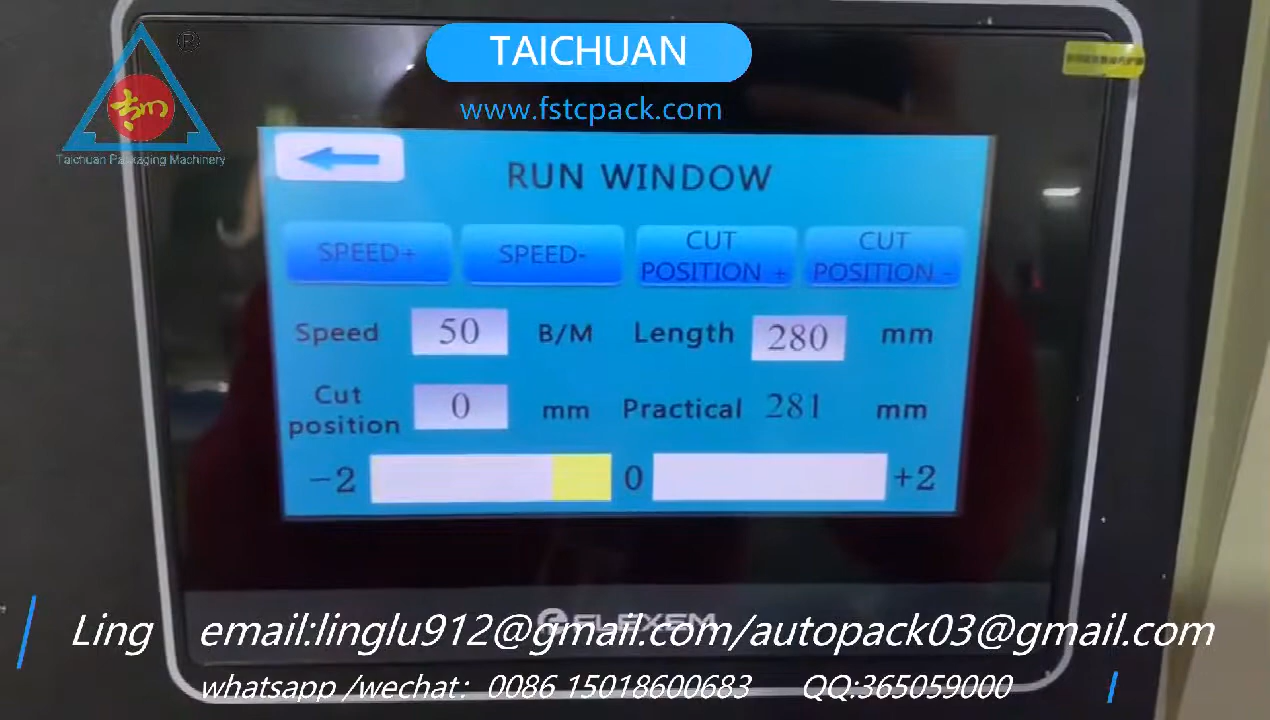 TAICHUAN
®
www.fstcpack.com
Taichuan Packaging Machinery
RUN WINDOW
SPEED+ SPEED- CUT POSITION + CUT POSITION -
Speed 50 B/M Length 280 mm
Cut position 0 mm Practical 281 mm
-2 0 +2
FLEXEM
Ling email:linglu912@gmail.com/autopack03@gmail.com
whatsapp /wechat: 0086 15018600683 QQ:365059000